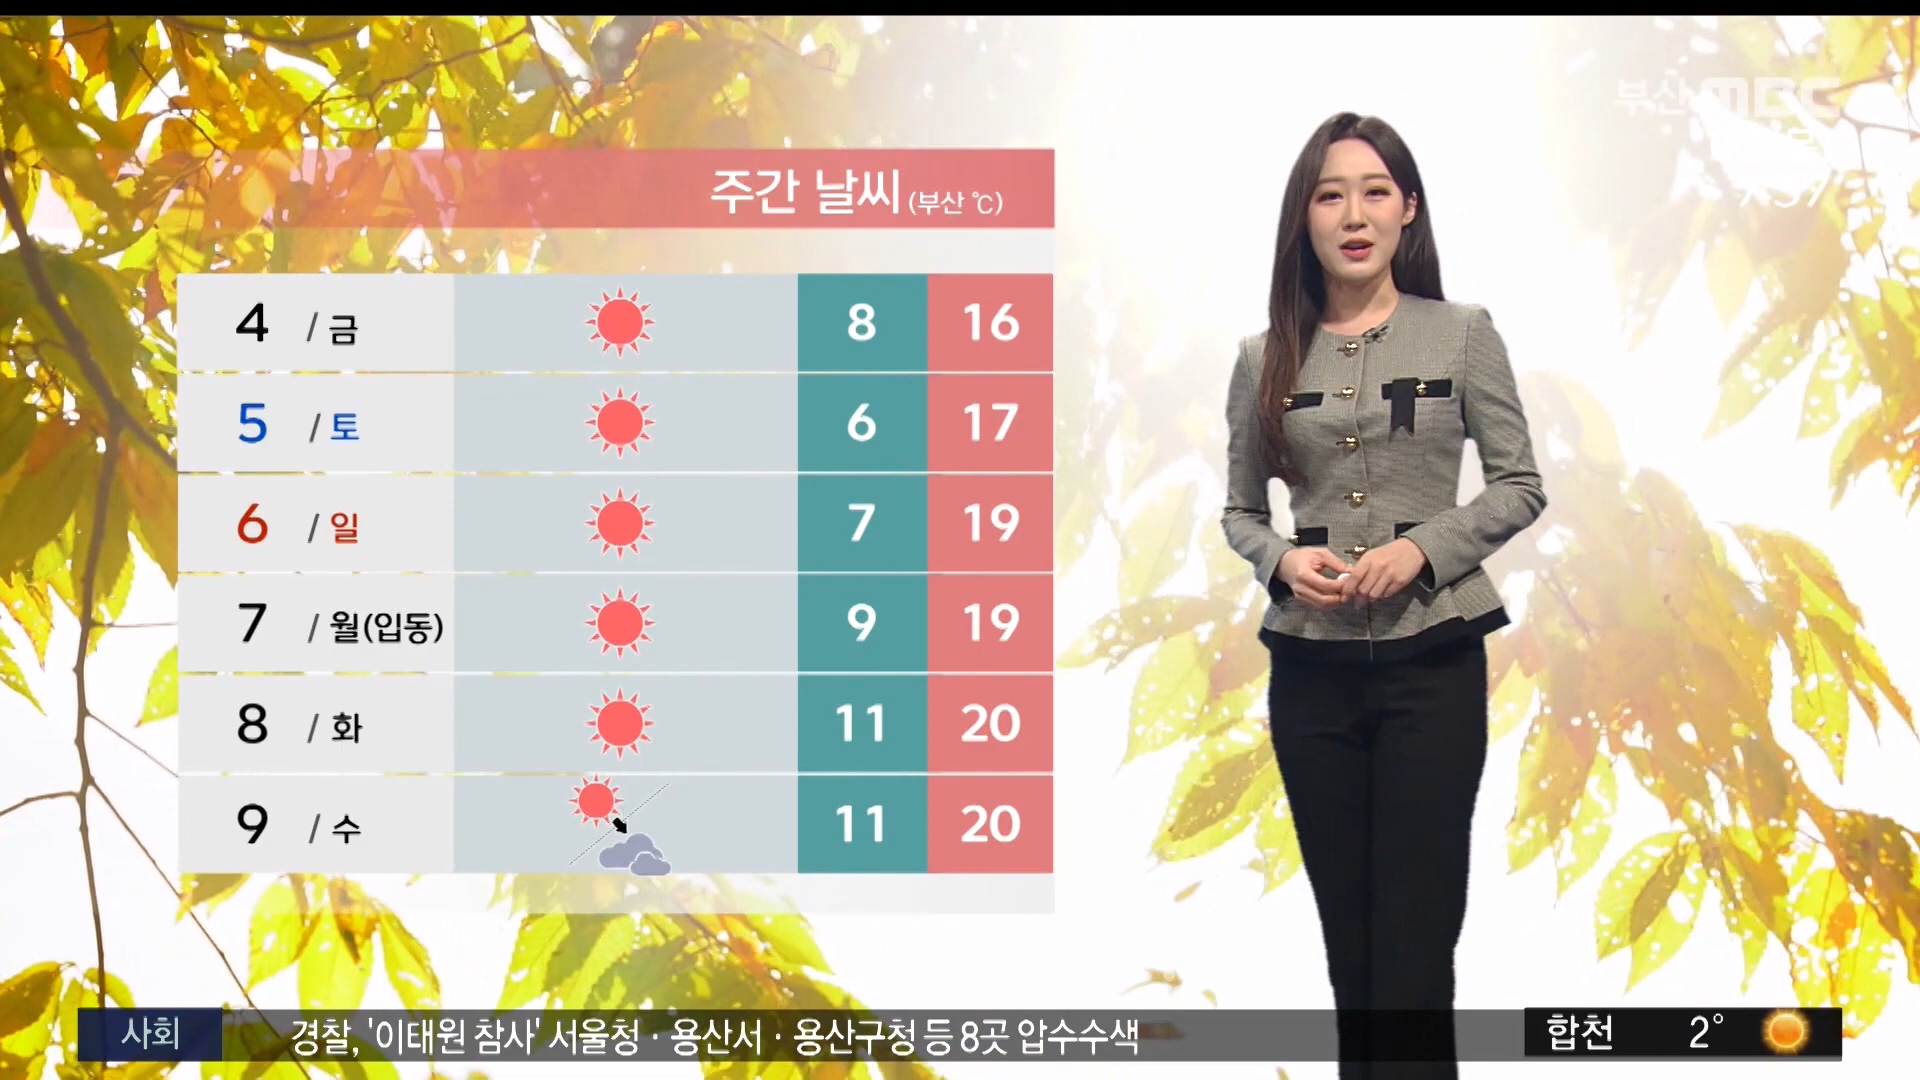 부산MBC
7:57
주간 날씨 (부산 ℃)
4 / 금 8 16
5 / 토 6 17
6 / 일 7 19
7 / 월(입동) 9 19
8 / 화 11 20
9 / 수 11 20
사회 경찰, '이태원 참사' 서울청 · 용산서 · 용산구청 등 8곳 압수수색
합천 2°